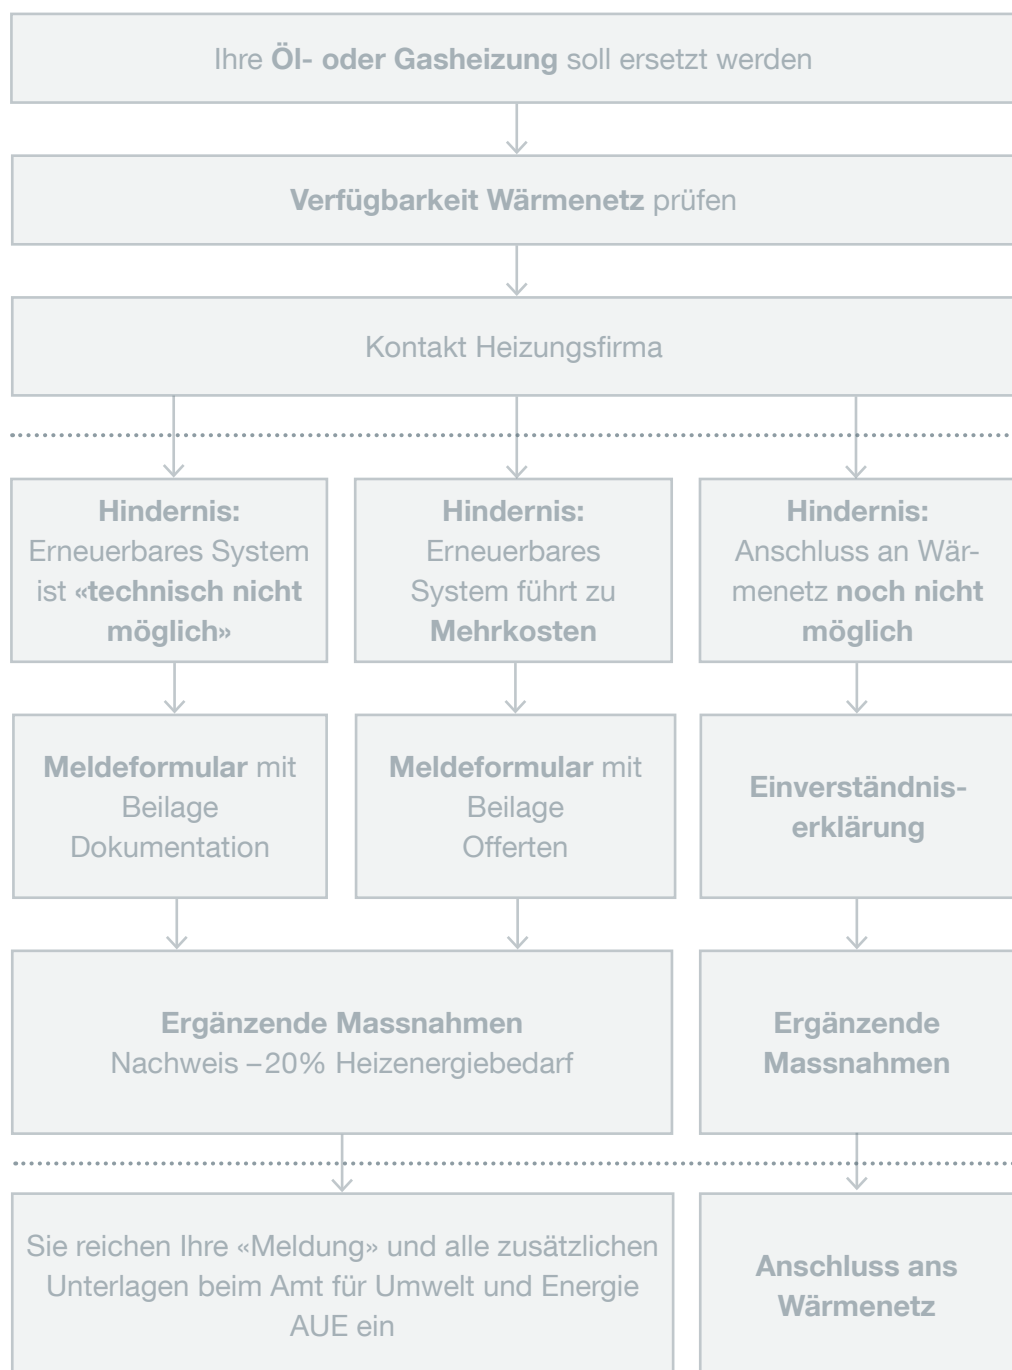 Ihre Öl- oder Gasheizung soll ersetzt werden
Verfügbarkeit Wärmenetz prüfen
Kontakt Heizungsfirma
Hindernis:
Erneuerbares System
ist «technisch nicht
möglich»
Hindernis:
Erneuerbares
System führt zu
Mehrkosten
Hindernis:
Anschluss an Wär-
menetz noch nicht
möglich
Meldeformular mit
Beilage
Dokumentation
Meldeformular mit
Beilage
Offerten
Einverständnis-
erklärung
Ergänzende Massnahmen
Nachweis –20% Heizenergiebedarf
Ergänzende
Massnahmen
Sie reichen Ihre «Meldung» und alle zusätzlichen
Unterlagen beim Amt für Umwelt und Energie
AUE ein
Anschluss ans
Wärmenetz